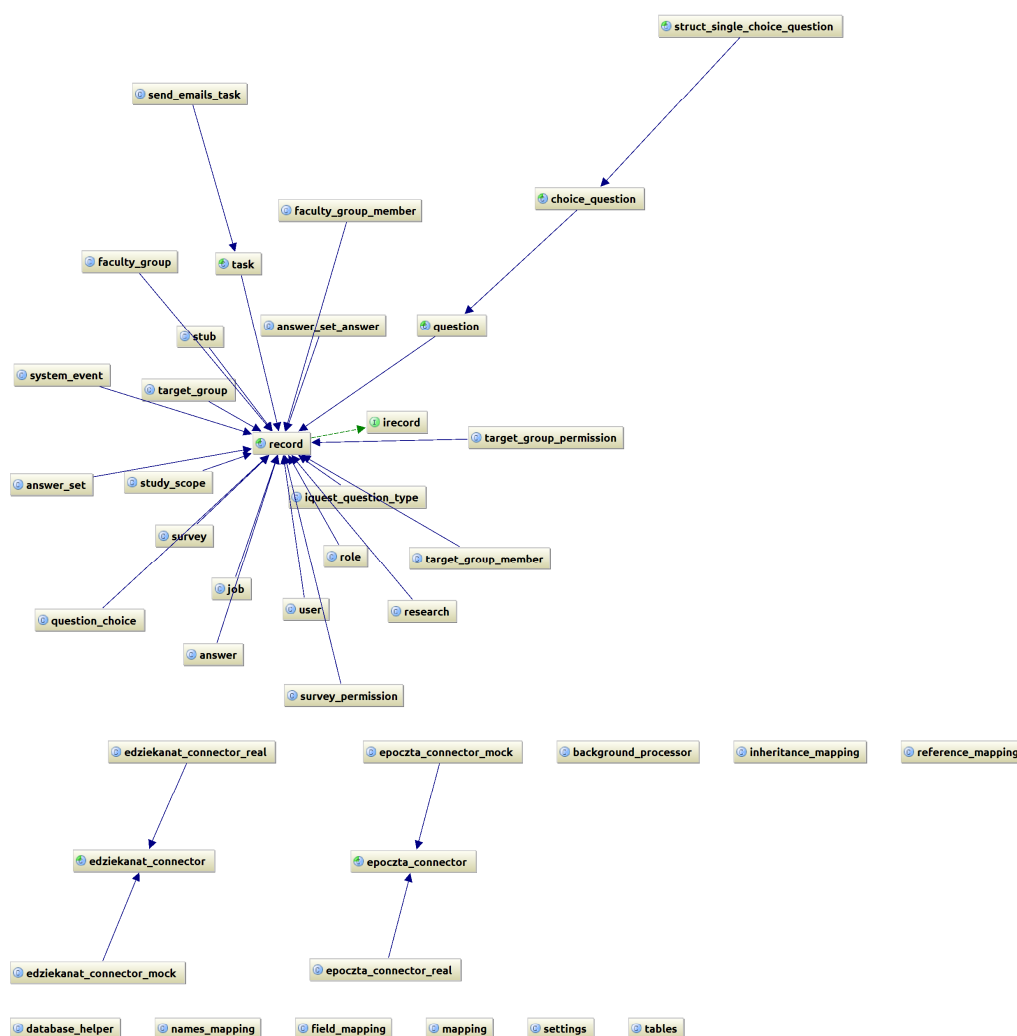 struct_single_choice_question
send_emails_task
choice_question
faculty_group_member
faculty_group
task
answer_set_answer
question
stub
system_event
target_group
irecord
record
target_group_permission
answer_set
study_scope
iquest_question_type
survey
role
target_group_member
job
user
research
question_choice
answer
survey_permission
edziekanat_connector_real
epoczta_connector_mock
background_processor
inheritance_mapping
reference_mapping
edziekanat_connector
epoczta_connector
edziekanat_connector_mock
epoczta_connector_real
database_helper
names_mapping
field_mapping
mapping
settings
tables